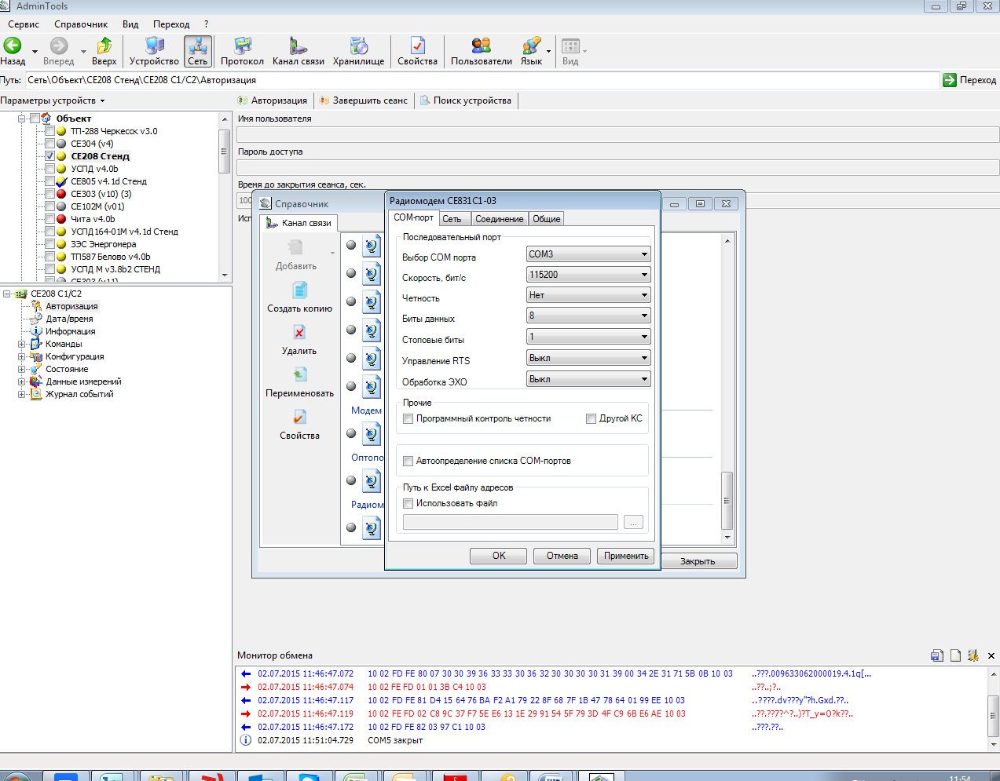 AdminTools
Сервис Справочник Вид Переход ?
Назад Вперед Вверх Устройство Сеть Протокол Канал связи Хранилище Свойства Пользователи Язык Вид
Путь: Сеть\Объект\CE208 Стенд\CE208 C1/C2\Авторизация Переход
Параметры устройств
Авторизация Завершить сеанс Поиск устройства
Объект
ТП-288 Черкесск v3.0
CE304 (v4)
CE208 Стенд
УСПД v4.0b
CE805 v4.1d Стенд
CE303 (v10) (3)
CE102M (v01)
Чита v4.0b
УСПД164-01М v4.1d Стенд
ЗЭС Энергомера
ТП587 Белово v4.0b
УСПД М v3.8b2 СТЕНД
CE303 (v11)
CE208 C1/C2
Авторизация
Дата/время
Информация
Команды
Конфигурация
Состояние
Данные измерений
Журнал событий
Имя пользователя
Пароль доступа
Время до закрытия сеанса, сек.
100
Исп
Справочник
Канал связи
Добавить
Создать копию
Удалить
Переименовать
Свойства
Модем
Оптопо
Радиом
Закрыть
Радиомодем CE831C1-03
COM-порт Сеть Соединение Общие
Последовательный порт
Выбор COM порта COM3
Скорость, бит/с 115200
Четность Нет
Биты данных 8
Стоповые биты 1
Управление RTS Выкл
Обработка ЭХО Выкл
Прочие
Программный контроль четности Другой КС
Автоопределение списка COM-портов
Путь к Excel файлу адресов
Использовать файл
...
OK Отмена Применить
Монитор обмена
02.07.2015 11:46:47.072 10 02 FD FE 80 07 30 30 39 36 33 33 30 36 32 30 30 30 30 31 39 00 34 2E 31 71 5B 0B 10 03 ..???.009633062000019.4.1q[...
02.07.2015 11:46:47.074 10 02 FE FD 01 01 3B C4 10 03 ..??..;?..
02.07.2015 11:46:47.117 10 02 FD FE 81 D4 15 64 76 BA F2 A1 79 22 8F 68 7F 1B 47 78 64 01 99 EE 10 03 ..????.dv???y"?h.Gxd.??..
02.07.2015 11:46:47.119 10 02 FE FD 02 C8 9C 37 F7 5E E6 13 1E 29 91 54 5F 79 3D 4F C9 6B E6 AE 10 03 ..??.??7?^?..)?T_y=O?k??..
02.07.2015 11:46:47.172 10 02 FD FE 82 03 97 C1 10 03 ..???.??..
02.07.2015 11:51:04.729 COM5 закрыт
11:54